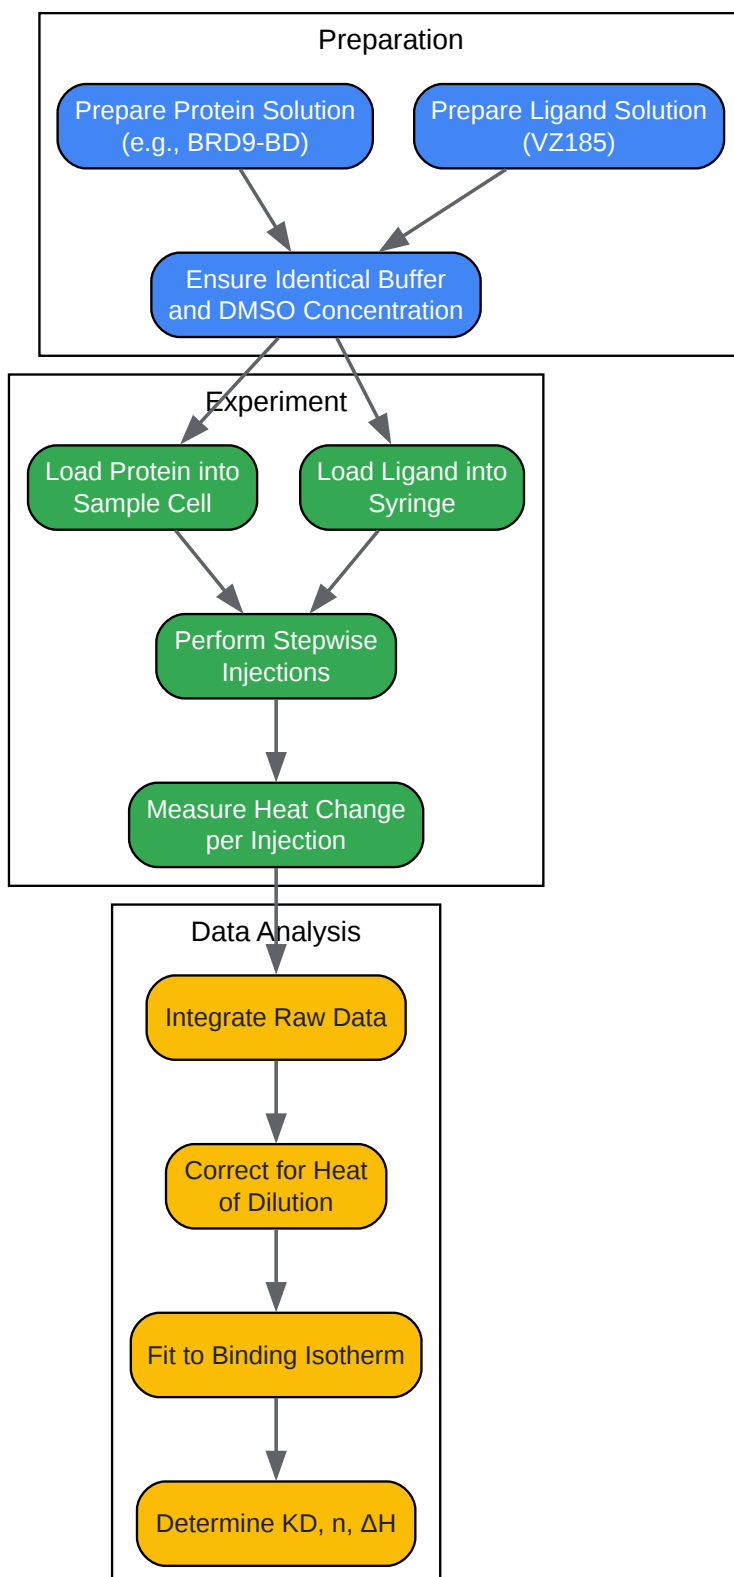 Preparation
Prepare Protein Solution
(e.g., BRD9-BD)
Prepare Ligand Solution
(VZ185)
Ensure Identical Buffer
and DMSO Concentration
Experiment
Load Protein into
Sample Cell
Load Ligand into
Syringe
Perform Stepwise
Injections
Measure Heat Change
per Injection
Data Analysis
Integrate Raw Data
Correct for Heat
of Dilution
Fit to Binding Isotherm
Determine KD, n, ΔH